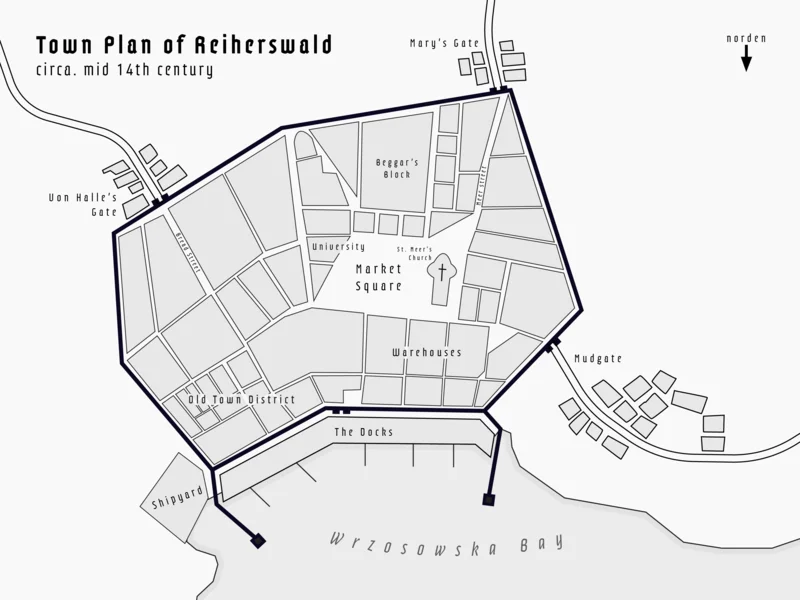 Town Plan of Reiherswald
circa. mid 14th century
norden
Mary's Gate
Von Halle's
Gate
Beggar's
Block
Meer Street
Broad Street
University
St. Meer's
Church
Market
Square
Warehouses
Mudgate
Old Town District
The Docks
Shipyard
Wrzosowska Bay